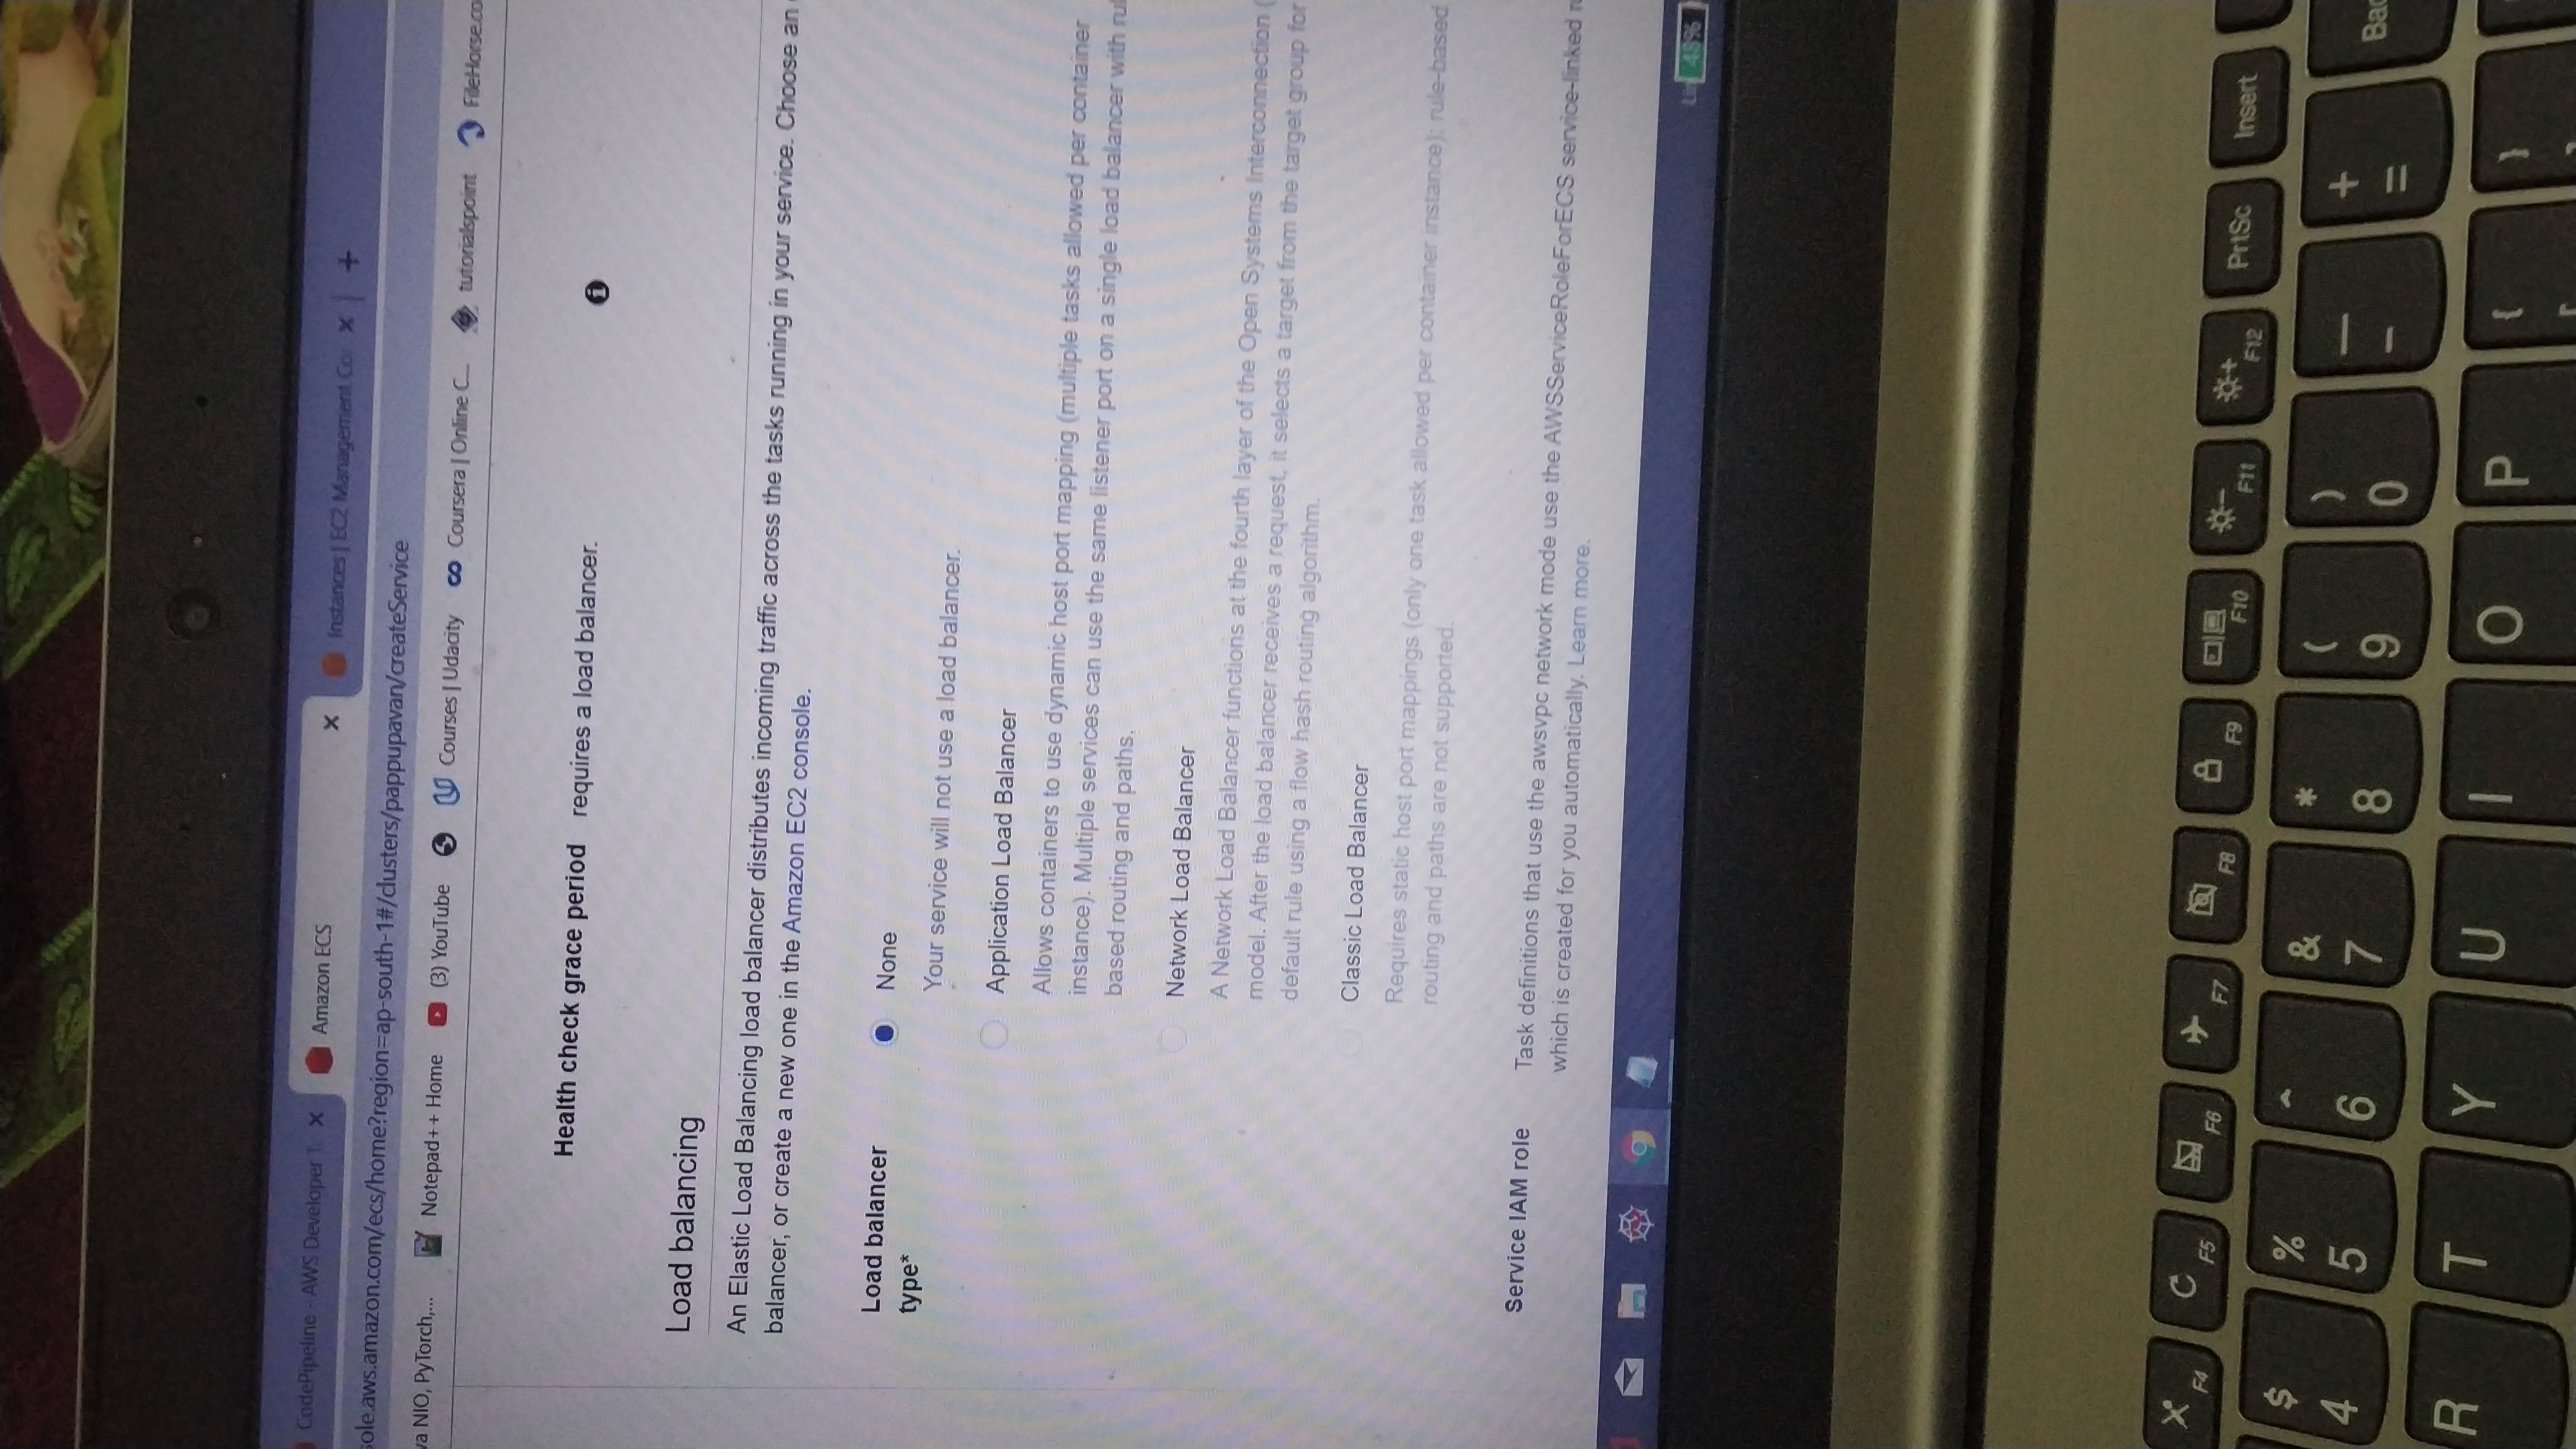 CodePipeline - AWS Developer T
Amazon ECS
Instances | EC2 Management Co
sole.aws.amazon.com/ecs/home?region=ap-south-1#/clusters/pappupavan/createService
va NIO, PyTorch,...
Notepad++ Home
(3) YouTube
Courses | Udacity
Coursera | Online C...
tutorialspoint
FileHorse.co
Health check grace period requires a load balancer.
Load balancing
An Elastic Load Balancing load balancer distributes incoming traffic across the tasks running in your service. Choose an
balancer, or create a new one in the Amazon EC2 console.
Load balancer
type*
None
Your service will not use a load balancer.
Application Load Balancer
Allows containers to use dynamic host port mapping (multiple tasks allowed per container
instance). Multiple services can use the same listener port on a single load balancer with rul
based routing and paths.
Network Load Balancer
A Network Load Balancer functions at the fourth layer of the Open Systems Interconnection (
model. After the load balancer receives a request, it selects a target from the target group for
default rule using a flow hash routing algorithm.
Classic Load Balancer
Requires static host port mappings (only one task allowed per container instance); rule-based
routing and paths are not supported.
Service IAM role
Task definitions that use the awsvpc network mode use the AWSServiceRoleForECS service-linked r
which is created for you automatically. Learn more.
48%
F4 F5 F6 F7 F8 F9 F10 F11 F12 PrtSc Insert
$ % ^ & * ( ) — +
4 5 6 7 8 9 0 - = Bac
R T Y U I O P { }
[ ]